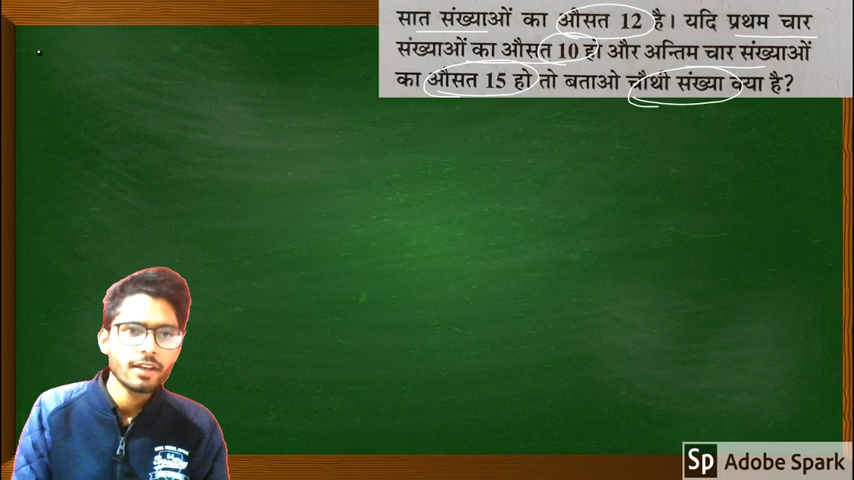 सात संख्याओं का औसत 12 है। यदि प्रथम चार
संख्याओं का औसत 10 हो और अन्तिम चार संख्याओं
का औसत 15 हो तो बताओ चौथी संख्या क्या है?
Sp Adobe Spark